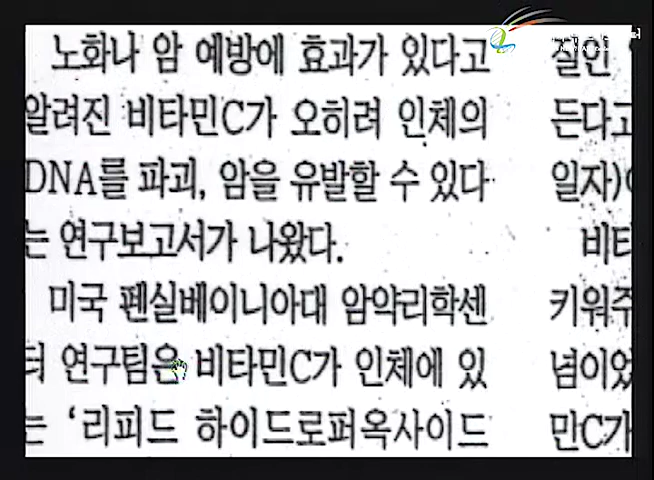 노화나 암 예방에 효과가 있다고
알려진 비타민C가 오히려 인체의
DNA를 파괴, 암을 유발할 수 있다
는 연구보고서가 나왔다.
미국 펜실베이니아대 암약리학센
터 연구팀은 비타민C가 인체에 있
는 '리피드 하이드로퍼옥사이드
든다고
일자)
비타
키워주
념이었
만C가